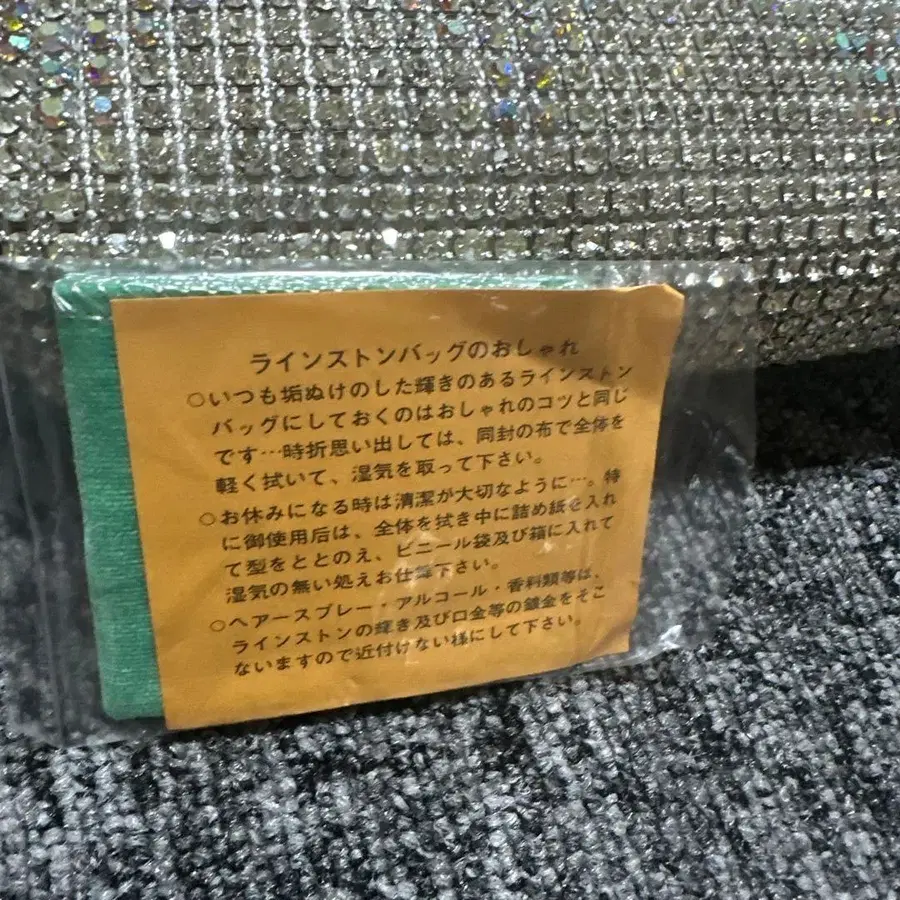 ラインストンバッグのおしゃれ
○いつも垢ぬけのした輝きのあるラインストン
バッグにしておくのはおしゃれのコツと同じ
です…時折思い出しては、同封の布で全体を
軽く拭いて、湿気を取って下さい。
○お休みになる時は清潔が大切なように…。特
に御使用后は、全体を拭き中に詰め紙を入れ
て型をととのえ、ビニール袋及び箱に入れて
湿気の無い処えお仕舞下さい。
○ヘアースプレー・アルコール・香料類等は、
ラインストンの輝き及び口金等の鍍金をそこ
ないますので近付けない様にして下さい。